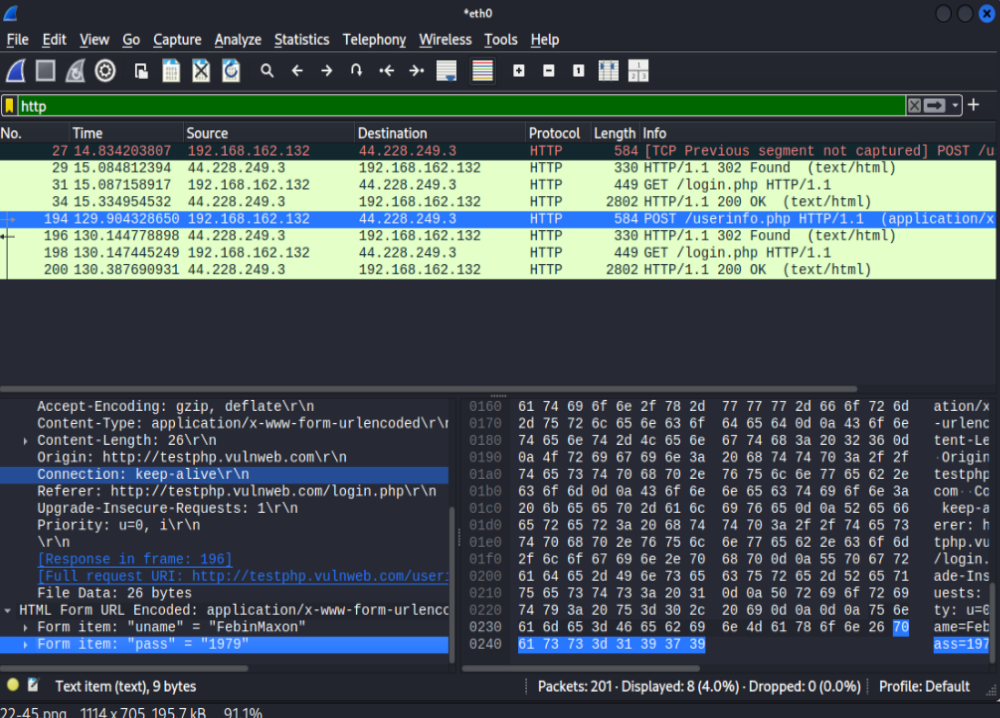 *eth0
File Edit View Go Capture Analyze Statistics Telephony Wireless Tools Help
http
No. Time Source Destination Protocol Length Info
27 14.834203807 192.168.162.132 44.228.249.3 HTTP 584 [TCP Previous segment not captured] POST /u
29 15.084812394 44.228.249.3 192.168.162.132 HTTP 330 HTTP/1.1 302 Found (text/html)
31 15.087158917 192.168.162.132 44.228.249.3 HTTP 449 GET /login.php HTTP/1.1
34 15.334954532 44.228.249.3 192.168.162.132 HTTP 2802 HTTP/1.1 200 OK (text/html)
194 129.904328650 192.168.162.132 44.228.249.3 HTTP 584 POST /userinfo.php HTTP/1.1 (application/x
196 130.144778898 44.228.249.3 192.168.162.132 HTTP 330 HTTP/1.1 302 Found (text/html)
198 130.147445249 192.168.162.132 44.228.249.3 HTTP 449 GET /login.php HTTP/1.1
200 130.387690931 44.228.249.3 192.168.162.132 HTTP 2802 HTTP/1.1 200 OK (text/html)
Accept-Encoding: gzip, deflate\r\n
Content-Type: application/x-www-form-urlencoded\r\n
Content-Length: 26\r\n
Origin: http://testphp.vulnweb.com\r\n
Connection: keep-alive\r\n
Referer: http://testphp.vulnweb.com/login.php\r\n
Upgrade-Insecure-Requests: 1\r\n
Priority: u=0, i\r\n
\r\n
[Response in frame: 196]
[Full request URI: http://testphp.vulnweb.com/useri
File Data: 26 bytes
HTML Form URL Encoded: application/x-www-form-urlenco
Form item: "uname" = "FebinMaxon"
Form item: "pass" = "1979"
0160 61 74 69 6f 6e 2f 78 2d 77 77 77 2d 66 6f 72 6d ation/x
0170 2d 75 72 6c 65 6e 63 6f 64 65 64 0d 0a 43 6f 6e -urlenc
0180 74 65 6e 74 2d 4c 65 6e 67 74 68 3a 20 32 36 0d tent-Le
0190 0a 4f 72 69 67 69 6e 3a 20 68 74 74 70 3a 2f 2f ·Origin
01a0 74 65 73 74 70 68 70 2e 76 75 6c 6e 77 65 62 2e testphp
01b0 63 6f 6d 0d 0a 43 6f 6e 6e 65 63 74 69 6f 6e 3a com··Co
01c0 20 6b 65 65 70 2d 61 6c 69 76 65 0d 0a 52 65 66 keep-a
01d0 65 72 65 72 3a 20 68 74 74 70 3a 2f 2f 74 65 73 erer: h
01e0 74 70 68 70 2e 76 75 6c 6e 77 65 62 2e 63 6f 6d tphp.vu
01f0 2f 6c 6f 67 69 6e 2e 70 68 70 0d 0a 55 70 67 72 /login.
0200 61 64 65 2d 49 6e 73 65 63 75 72 65 2d 52 65 71 ade-Ins
0210 75 65 73 74 73 3a 20 31 0d 0a 50 72 69 6f 72 69 uests:
0220 74 79 3a 20 75 3d 30 2c 20 69 0d 0a 0d 0a 75 6e ty: u=0
0230 61 6d 65 3d 46 65 62 69 6e 4d 61 78 6f 6e 26 70 ame=Feb
0240 61 73 73 3d 31 39 37 39 ass=197
Text item (text), 9 bytes
Packets: 201 · Displayed: 8 (4.0%) · Dropped: 0 (0.0%)
Profile: Default
22-45.png 1114 x 705 195.7 kB 91.1%